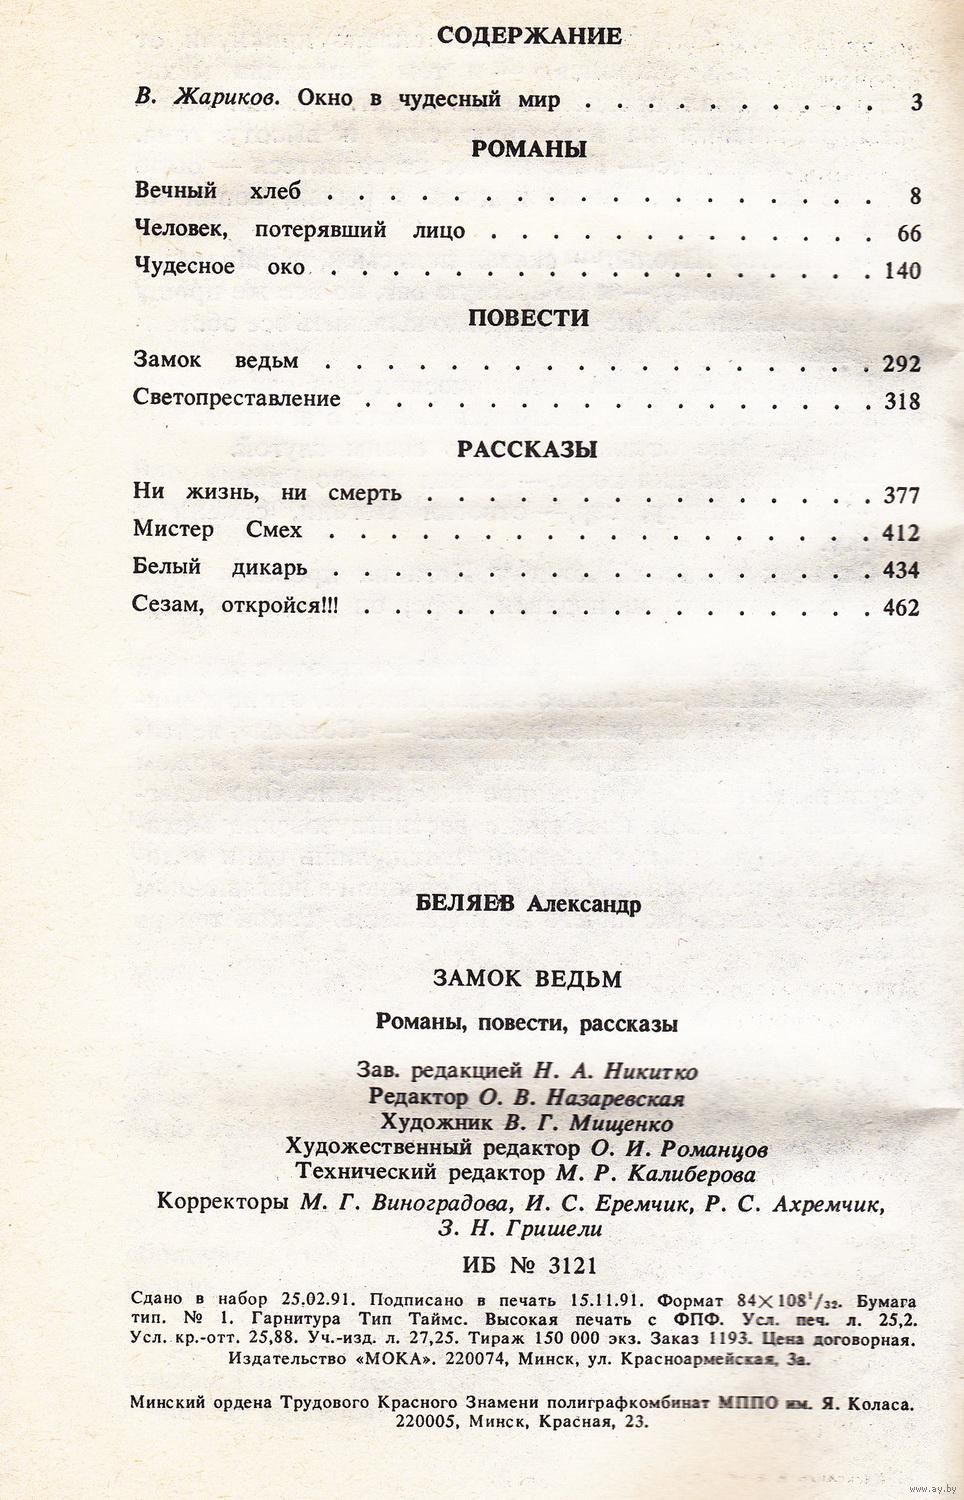 СОДЕРЖАНИЕ
В. Жариков. Окно в чудесный мир . . . . . . . . . . 3
РОМАНЫ
Вечный хлеб . . . . . . . . . . . . . . . . . . 8
Человек, потерявший лицо . . . . . . . . . . . . . 66
Чудесное око . . . . . . . . . . . . . . . . . . 140
ПОВЕСТИ
Замок ведьм . . . . . . . . . . . . . . . . . . 292
Светопреставление . . . . . . . . . . . . . . . . . 318
РАССКАЗЫ
Ни жизнь, ни смерть . . . . . . . . . . . . . . . 377
Мистер Смех . . . . . . . . . . . . . . . . . . 412
Белый дикарь . . . . . . . . . . . . . . . . . . 434
Сезам, откройся!!! . . . . . . . . . . . . . . . . . 462
БЕЛЯЕВ Александр
ЗАМОК ВЕДЬМ
Романы, повести, рассказы
Зав. редакцией Н. А. Никитко
Редактор О. В. Назаревская
Художник В. Г. Мищенко
Художественный редактор О. И. Романцов
Технический редактор М. Р. Калиберова
Корректоры М. Г. Виноградова, И. С. Еремчик, Р. С. Ахремчик,
З. Н. Гришели
ИБ № 3121
Сдано в набор 25.02.91. Подписано в печать 15.11.91. Формат 84×108¹/₃₂. Бумага
тип. № 1. Гарнитура Тип Таймс. Высокая печать с ФПФ. Усл. печ. л. 25,2.
Усл. кр.-отт. 25,88. Уч.-изд. л. 27,25. Тираж 150 000 экз. Заказ 1193. Цена договорная.
Издательство «МОКА». 220074, Минск, ул. Красноармейская, 3а.
Минский ордена Трудового Красного Знамени полиграфкомбинат МППО им. Я. Коласа.
220005, Минск, Красная, 23.
www.ay.by